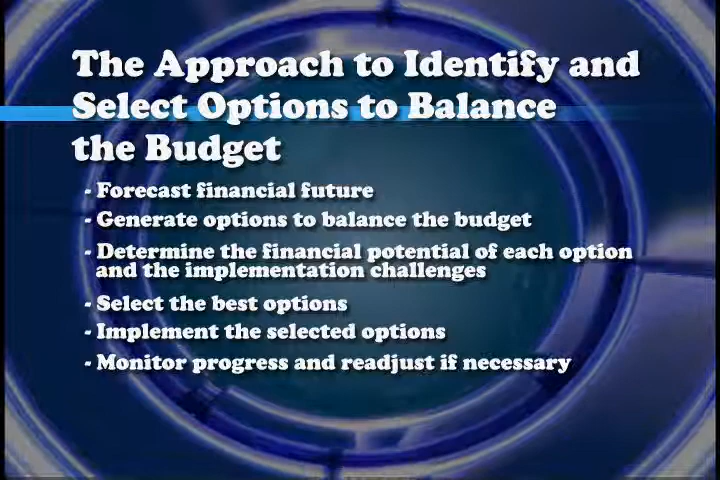 The Approach to Identify and
Select Options to Balance
the Budget
- Forecast financial future
- Generate options to balance the budget
- Determine the financial potential of each option
and the implementation challenges
- Select the best options
- Implement the selected options
- Monitor progress and readjust if necessary